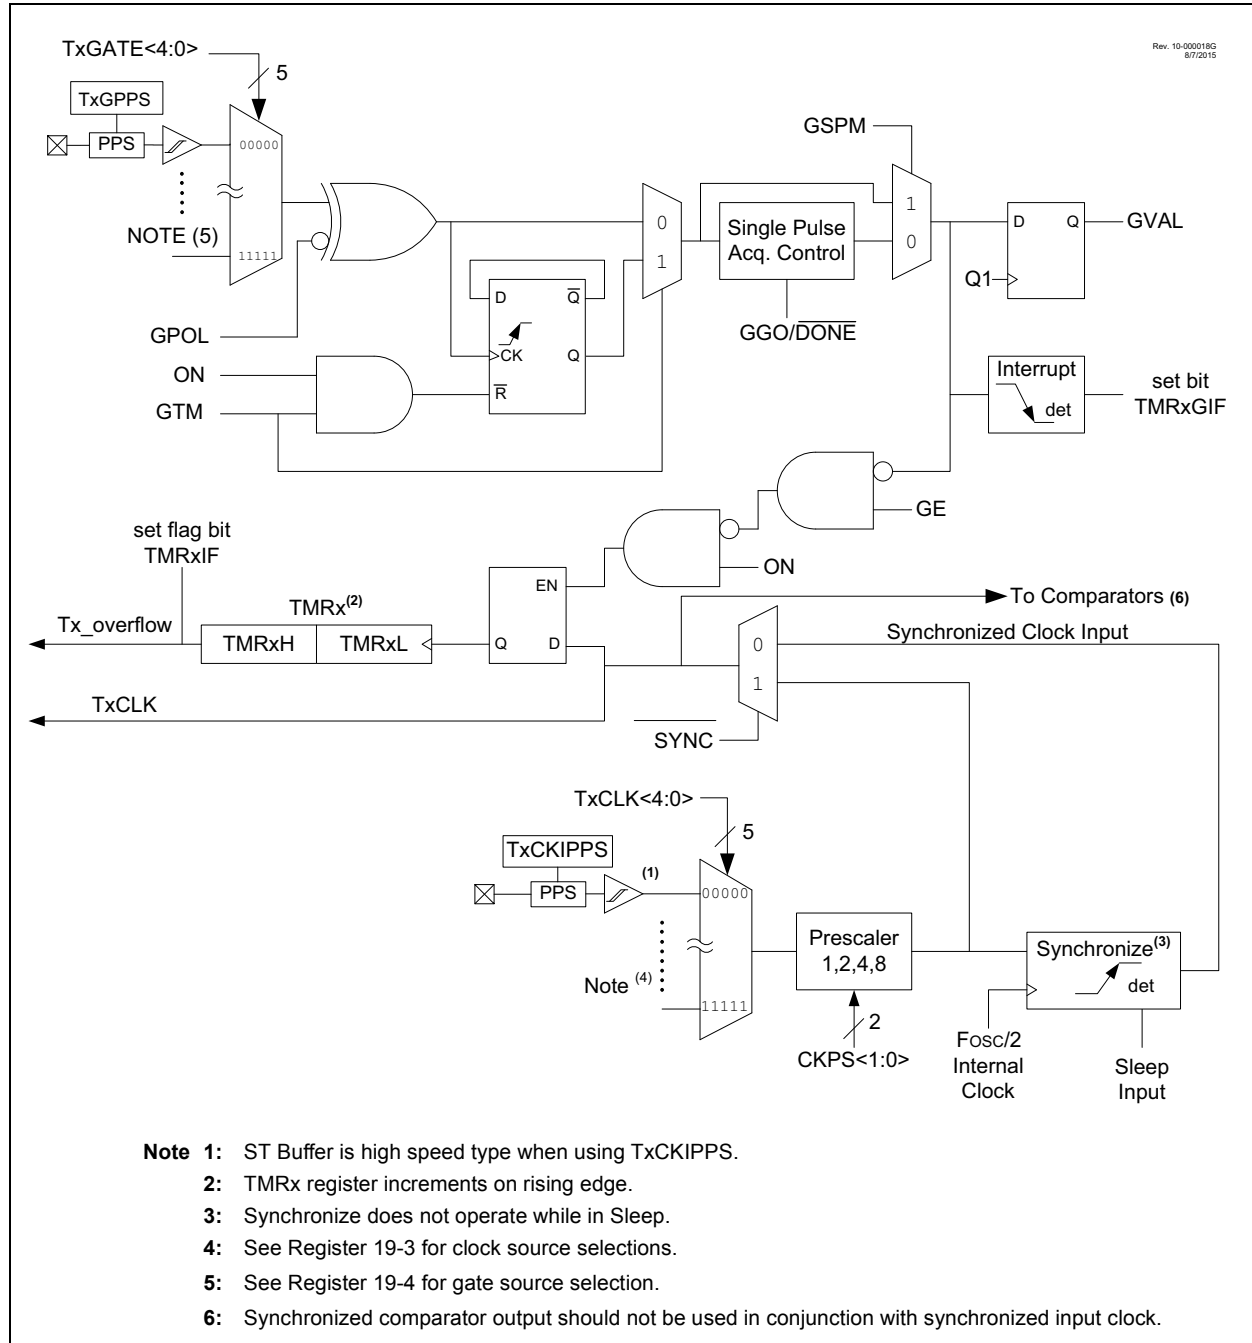 Rev. 10-000018G
8/7/2015
TxGATE<4:0>
5
TxGPPS
PPS
00000
NOTE (5)
11111
GPOL
ON
GTM
D
Q
CK
Q
R
0
1
Single Pulse
Acq. Control
GGO/DONE
GSPM
1
0
D
Q
Q1
GVAL
Interrupt
det
set bit
TMRxGIF
GE
ON
set flag bit
TMRxIF
Tx_overflow
TMRx(2)
TMRxH
TMRxL
EN
Q
D
TxCLK
To Comparators (6)
0
1
Synchronized Clock Input
SYNC
TxCLK<4:0>
5
TxCKIPPS
PPS
(1)
00000
Note (4)
11111
Prescaler
1,2,4,8
2
CKPS<1:0>
Synchronize(3)
det
Fosc/2
Internal
Clock
Sleep
Input
Note 1: ST Buffer is high speed type when using TxCKIPPS.
2: TMRx register increments on rising edge.
3: Synchronize does not operate while in Sleep.
4: See Register 19-3 for clock source selections.
5: See Register 19-4 for gate source selection.
6: Synchronized comparator output should not be used in conjunction with synchronized input clock.